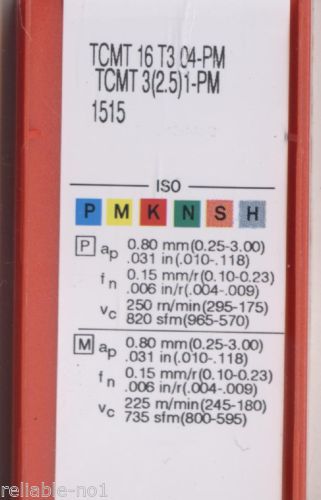 TCMT 16 T3 04-PM
TCMT 3(2.5)1-PM
1515
ISO
P M K N S H
P ap 0.80 mm(0.25-3.00)
.031 in(.010-.118)
fn 0.15 mm/r(0.10-0.23)
.006 in/r(.004-.009)
vc 250 m/min(295-175)
820 sfm(965-570)
M ap 0.80 mm(0.25-3.00)
.031 in(.010-.118)
fn 0.15 mm/r(0.10-0.23)
.006 in/r(.004-.009)
vc 225 m/min(245-180)
735 sfm(800-595)
reliable-no1